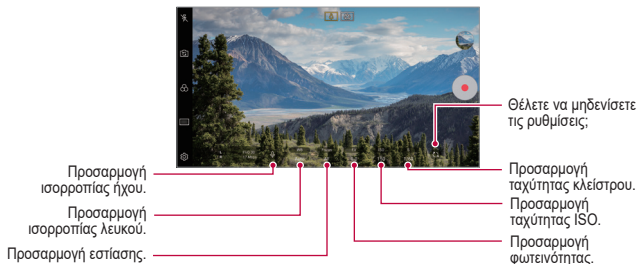 Θέλετε να μηδενίσετε
τις ρυθμίσεις;
Προσαρμογή
ισορροπίας ήχου.
Προσαρμογή
ισορροπίας λευκού.
Προσαρμογή εστίασης.
Προσαρμογή
ταχύτητας κλείστρου.
Προσαρμογή
ταχύτητας ISO.
Προσαρμογή
φωτεινότητας.